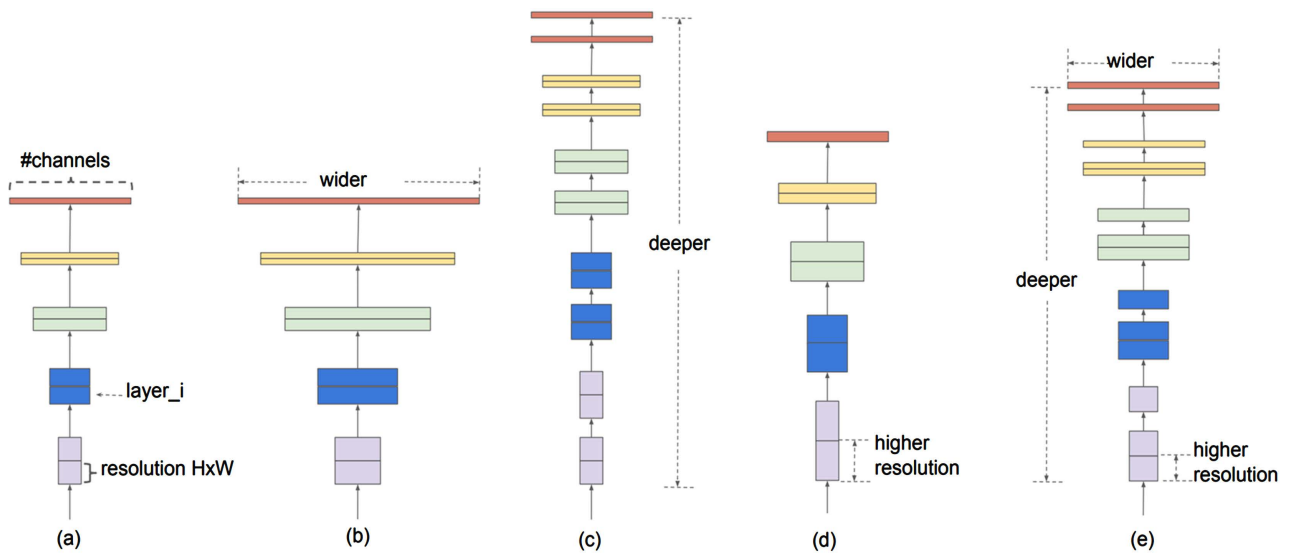 #channels
layer_i
resolution HxW
(a)
wider
(b)
deeper
(c)
higher
resolution
(d)
wider
deeper
higher
resolution
(e)